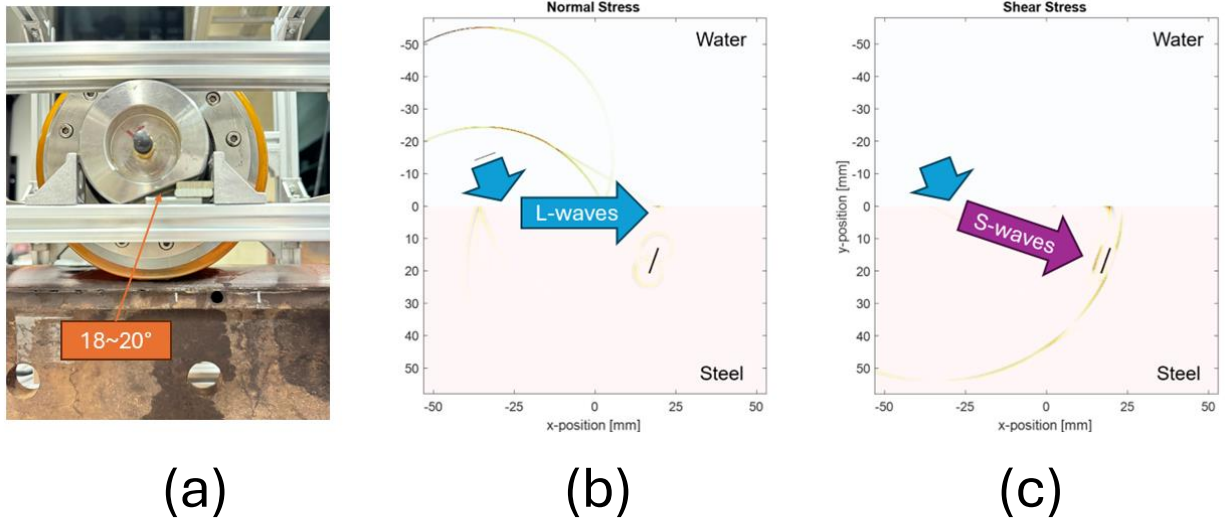 18~20°
(a)
Normal Stress
Water
-50
-40
-30
-20
-10
0
10
20
30
40
50
L-waves
Steel
-50
-25
0
25
50
x-position [mm]
(b)
Shear Stress
Water
y-position [mm]
-50
-40
-30
-20
-10
0
10
20
30
40
50
S-waves
Steel
-50
-25
0
25
50
x-position [mm]
(c)